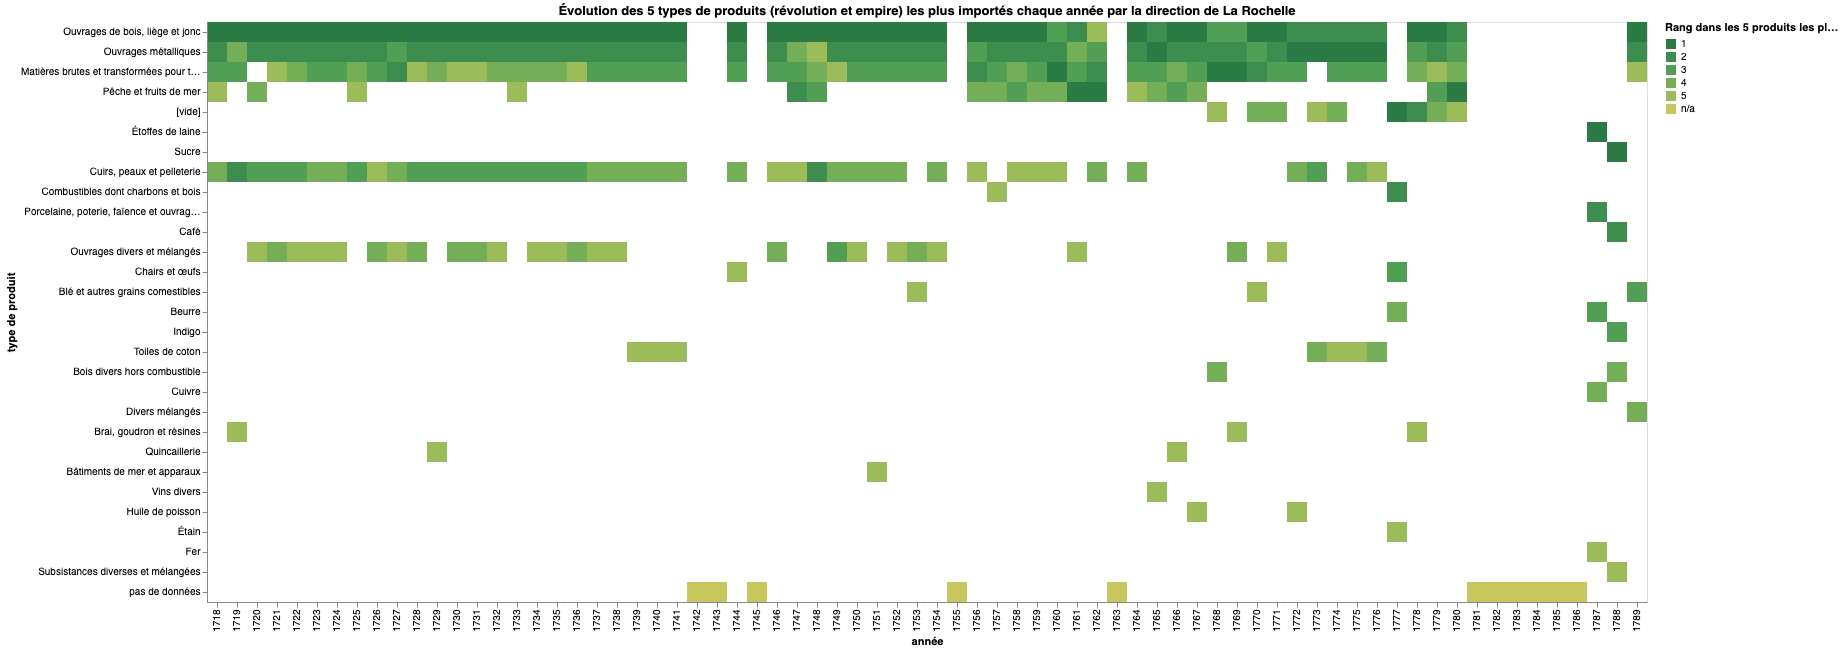 Évolution des 5 types de produits (révolution et empire) les plus importés chaque année par la direction de La Rochelle
Rang dans les 5 produits les pl…
1
2
3
4
5
n/a
type de produit
Ouvrages de bois, liège et jonc
Ouvrages métalliques
Matières brutes et transformées pour t…
Pêche et fruits de mer
[vide]
Étoffes de laine
Sucre
Cuirs, peaux et pelleterie
Combustibles dont charbons et bois
Porcelaine, poterie, faïence et ouvrag…
Café
Ouvrages divers et mélangés
Chairs et œufs
Blé et autres grains comestibles
Beurre
Indigo
Toiles de coton
Bois divers hors combustible
Cuivre
Divers mélangés
Brai, goudron et résines
Quincaillerie
Bâtiments de mer et apparaux
Vins divers
Huile de poisson
Étain
Fer
Subsistances diverses et mélangées
pas de données
1718 1719 1720 1721 1722 1723 1724 1725 1726 1727 1728 1729 1730 1731 1732 1733 1734 1735 1736 1737 1738 1739 1740 1741 1742 1743 1744 1745 1746 1747 1748 1749 1750 1751 1752 1753 1754 1755 1756 1757 1758 1759 1760 1761 1762 1763 1764 1765 1766 1767 1768 1769 1770 1771 1772 1773 1774 1775 1776 1777 1778 1779 1780 1781 1782 1783 1784 1785 1786 1787 1788 1789
année